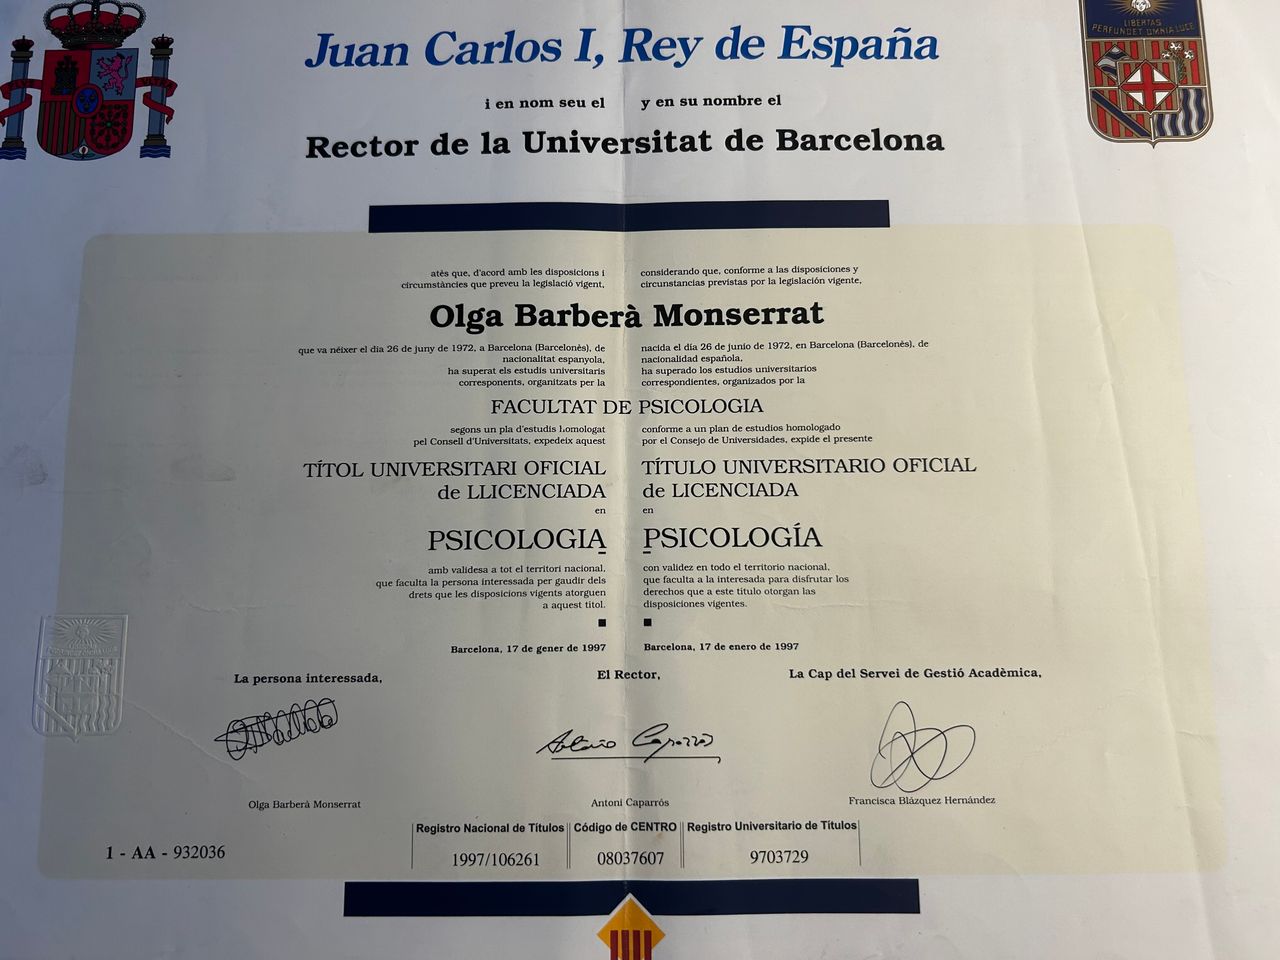 Juan Carlos I, Rey de España
i en nom seu el
y en su nombre el
Rector de la Universitat de Barcelona
LIBERTAS
PERFUNDET OMNIA LUCE
atès que, d'acord amb les disposicions i
circumstàncies que preveu la legislació vigent,
considerando que, conforme a las disposiciones y
circunstancias previstas por la legislación vigente,
Olga Barberà Monserrat
que va néixer el dia 26 de juny de 1972, a Barcelona (Barcelonès), de
nacionalitat espanyola,
ha superat els estudis universitaris
corresponents, organitzats per la
nacida el día 26 de junio de 1972, en Barcelona (Barcelonès), de
nacionalidad española,
ha superado los estudios universitarios
correspondientes, organizados por la
FACULTAT DE PSICOLOGIA
segons un pla d'estudis homologat
pel Consell d'Universitats, expedeix aquest
conforme a un plan de estudios homologado
por el Consejo de Universidades, expide el presente
TÍTOL UNIVERSITARI OFICIAL
de LLICENCIADA
en
PSICOLOGIA
TÍTULO UNIVERSITARIO OFICIAL
de LICENCIADA
en
PSICOLOGÍA
amb validesa a tot el territori nacional,
que faculta la persona interessada per gaudir dels
drets que les disposicions vigents atorguen
a aquest títol.
con validez en todo el territorio nacional,
que faculta a la interesada para disfrutar los
derechos que a este título otorgan las
disposiciones vigentes.
Barcelona, 17 de gener de 1997
Barcelona, 17 de enero de 1997
La persona interessada,
El Rector,
La Cap del Servei de Gestió Acadèmica,
Antonio Caparrós
Olga Barberà Monserrat
Antoni Caparrós
Francisca Blázquez Hernández
1 - AA - 932036
Registro Nacional de Títulos
Código de CENTRO
Registro Universitario de Títulos
1997/106261
08037607
9703729